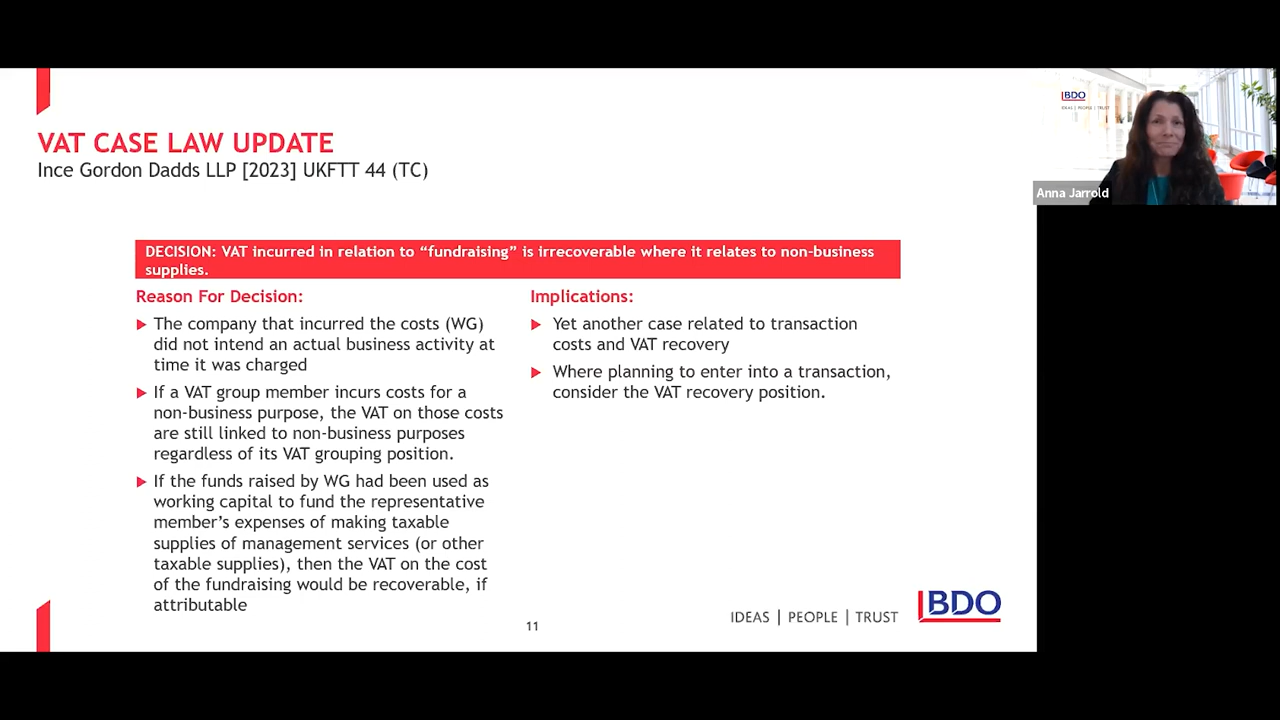 VAT CASE LAW UPDATE
Ince Gordon Dadds LLP [2023] UKFTT 44 (TC)
DECISION: VAT incurred in relation to “fundraising” is irrecoverable where it relates to non-business
supplies.
Reason For Decision:
► The company that incurred the costs (WG)
did not intend an actual business activity at
time it was charged
► If a VAT group member incurs costs for a
non-business purpose, the VAT on those costs
are still linked to non-business purposes
regardless of its VAT grouping position.
► If the funds raised by WG had been used as
working capital to fund the representative
member’s expenses of making taxable
supplies of management services (or other
taxable supplies), then the VAT on the cost
of the fundraising would be recoverable, if
attributable
Implications:
► Yet another case related to transaction
costs and VAT recovery
► Where planning to enter into a transaction,
consider the VAT recovery position.
11
IDEAS | PEOPLE | TRUST
BDO
BDO
IDEAS | PEOPLE | TRUST
Anna Jarrold